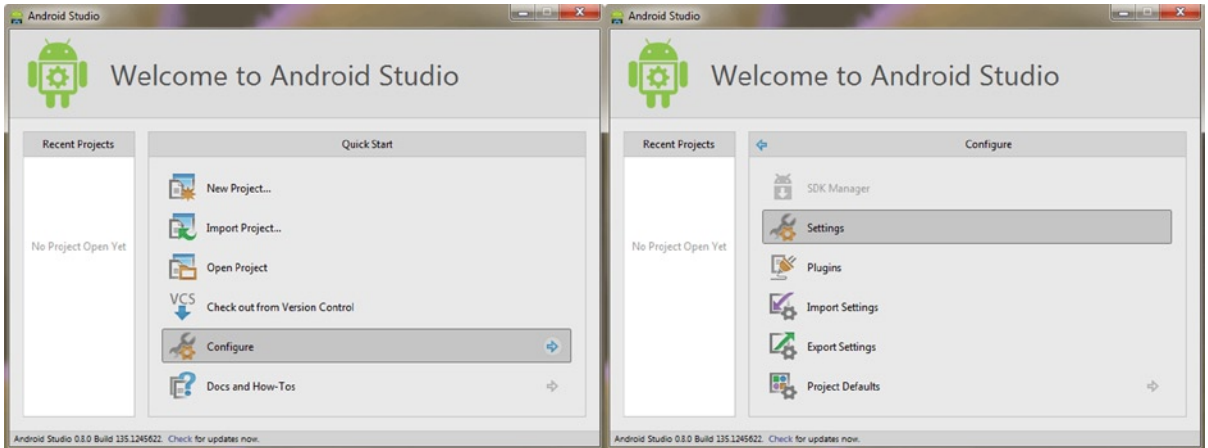 Android Studio
Welcome to Android Studio
Recent Projects
No Project Open Yet
Quick Start
New Project...
Import Project...
Open Project
VCS
Check out from Version Control
Configure
Docs and How-Tos
Android Studio 0.8.0 Build 135.1245622. Check for updates now.
Android Studio
Welcome to Android Studio
Recent Projects
No Project Open Yet
Configure
SDK Manager
Settings
Plugins
Import Settings
Export Settings
Project Defaults
Android Studio 0.8.0 Build 135.1245622. Check for updates now.